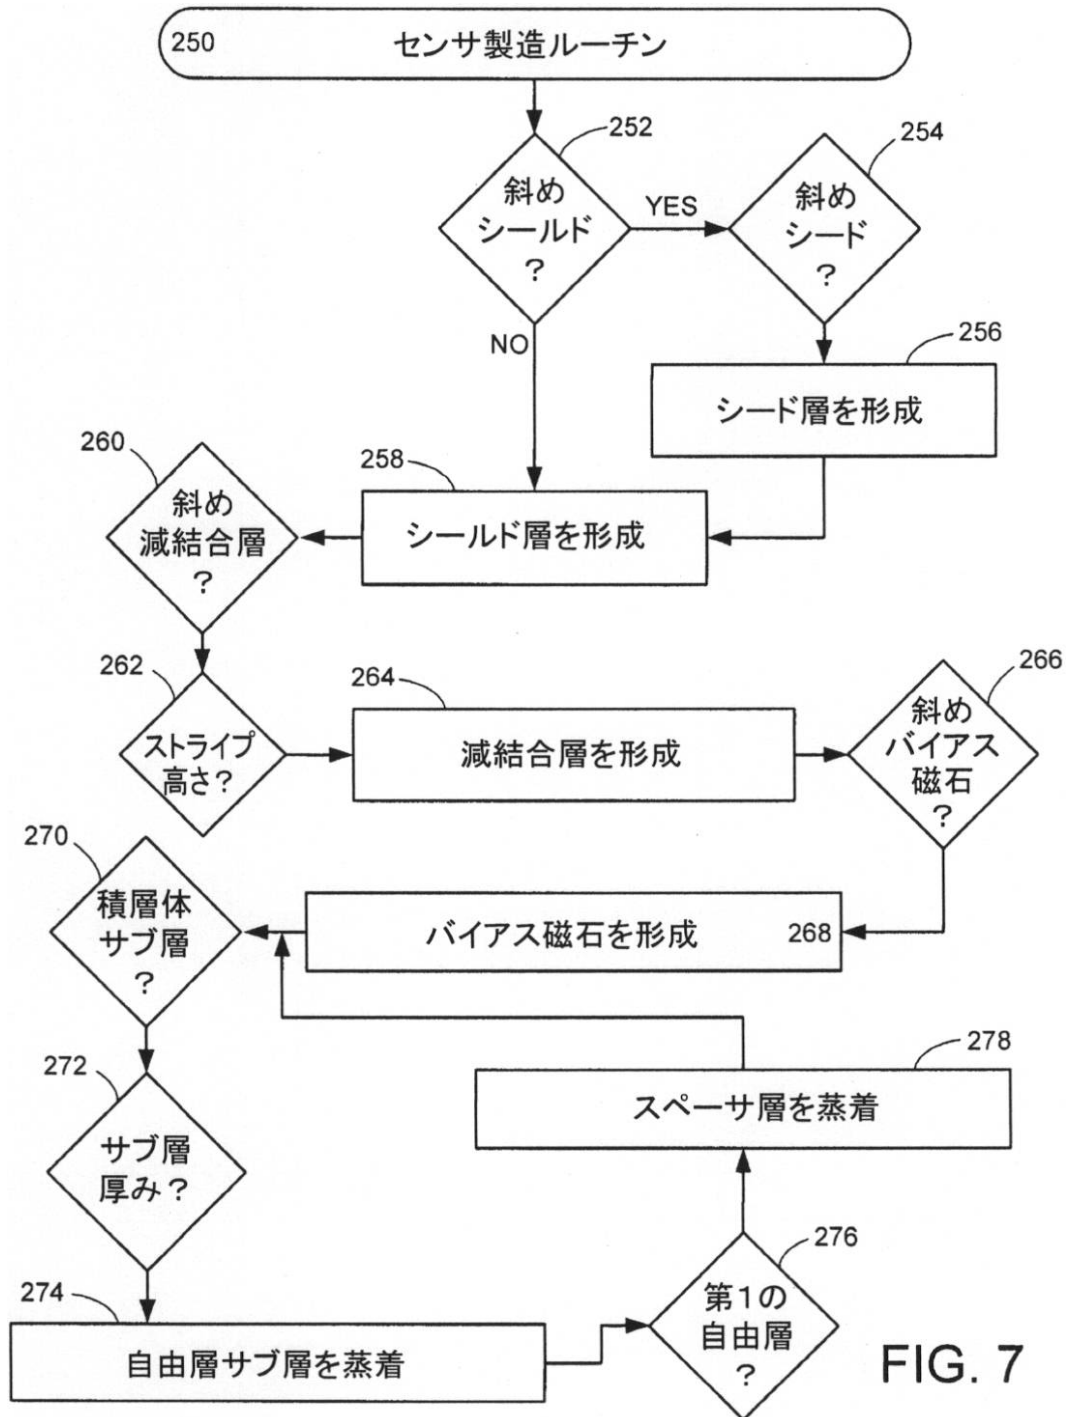 250 センサ製造ルーチン
252
254
斜め
シールド
?
YES
斜め
シード
?
NO
256
シード層を形成
260
258
斜め
減結合層
?
シールド層を形成
262
264
266
ストライプ
高さ?
減結合層を形成
斜め
バイアス
磁石
?
270
積層体
サブ層
?
バイアス磁石を形成 268
272
278
サブ層
厚み?
スペーサ層を蒸着
274
276
自由層サブ層を蒸着
第1の
自由層
?
FIG. 7